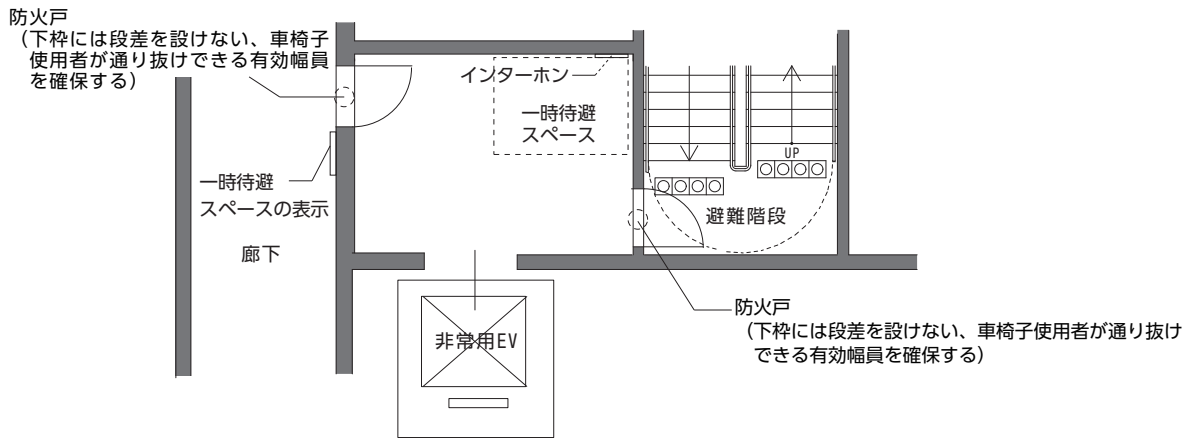 防火戸
（下枠には段差を設けない、車椅子
使用者が通り抜けできる有効幅員
を確保する）
インターホン
一時待避
スペース
UP
一時待避
スペースの表示
避難階段
廊下
防火戸
（下枠には段差を設けない、車椅子使用者が通り抜け
できる有効幅員を確保する）
非常用EV